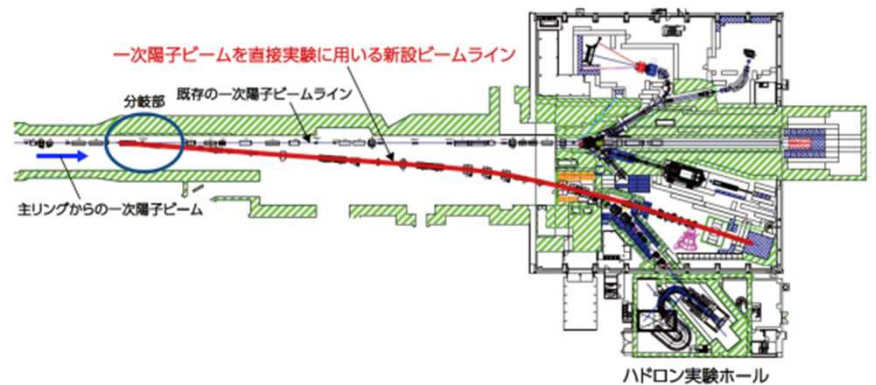 一次陽子ビームを直接実験に用いる新設ビームライン
分岐部
既存の一次陽子ビームライン
主リングからの一次陽子ビーム
ハドロン実験ホール